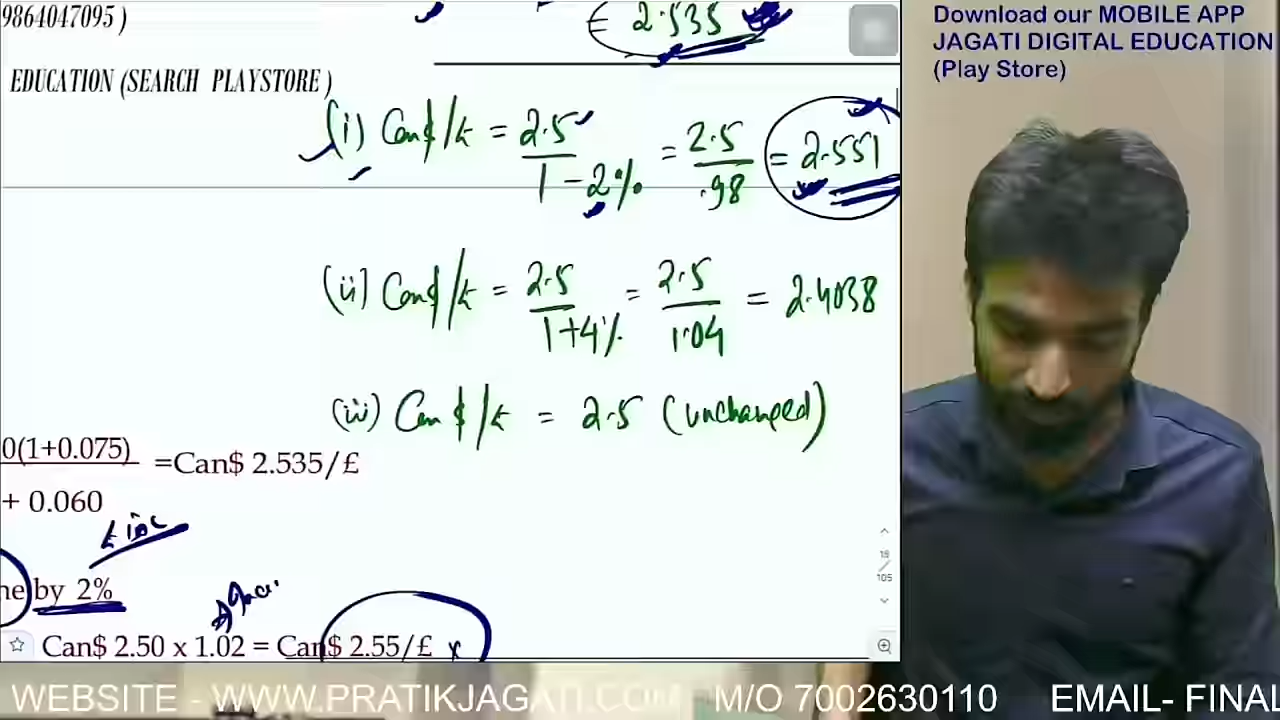 9864047095 )
Download our MOBILE APP
JAGATI DIGITAL EDUCATION
(Play Store)
2.535
EDUCATION (SEARCH PLAYSTORE )
(i) Can$/£ = 2.5 / 1-2% = 2.5 / .98 = 2.551
(ii) Can$/£ = 2.5 / 1+4% = 2.5 / 1.04 = 2.4038
(iii) Can$/£ = 2.5 (unchanged)
0(1+0.075) =Can$ 2.535/£
+ 0.060
by 2%
Can$ 2.50 x 1.02 = Can$ 2.55/£ x
18
105
WEBSITE - WWW.PRATIKJAGATI.COM M/O 7002630110 EMAIL- FINAL